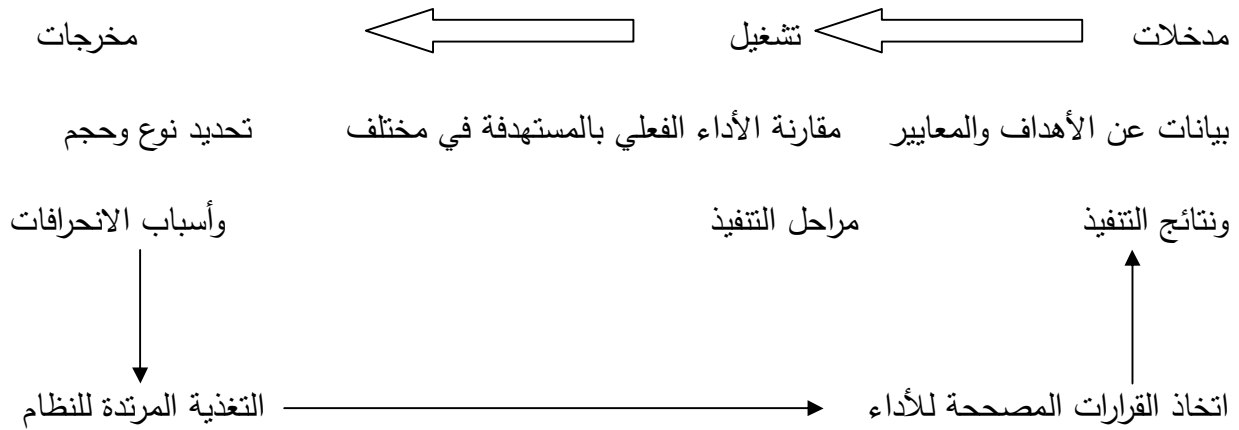 مدخلات تشغيل مخرجات
بيانات عن الأهداف والمعايير مقارنة الأداء الفعلي بالمستهدفة في مختلف تحديد نوع وحجم
ونتائج التنفيذ مراحل التنفيذ وأسباب الانحرافات
اتخاذ القرارات المصححة للأداء التغذية المرتدة للنظام